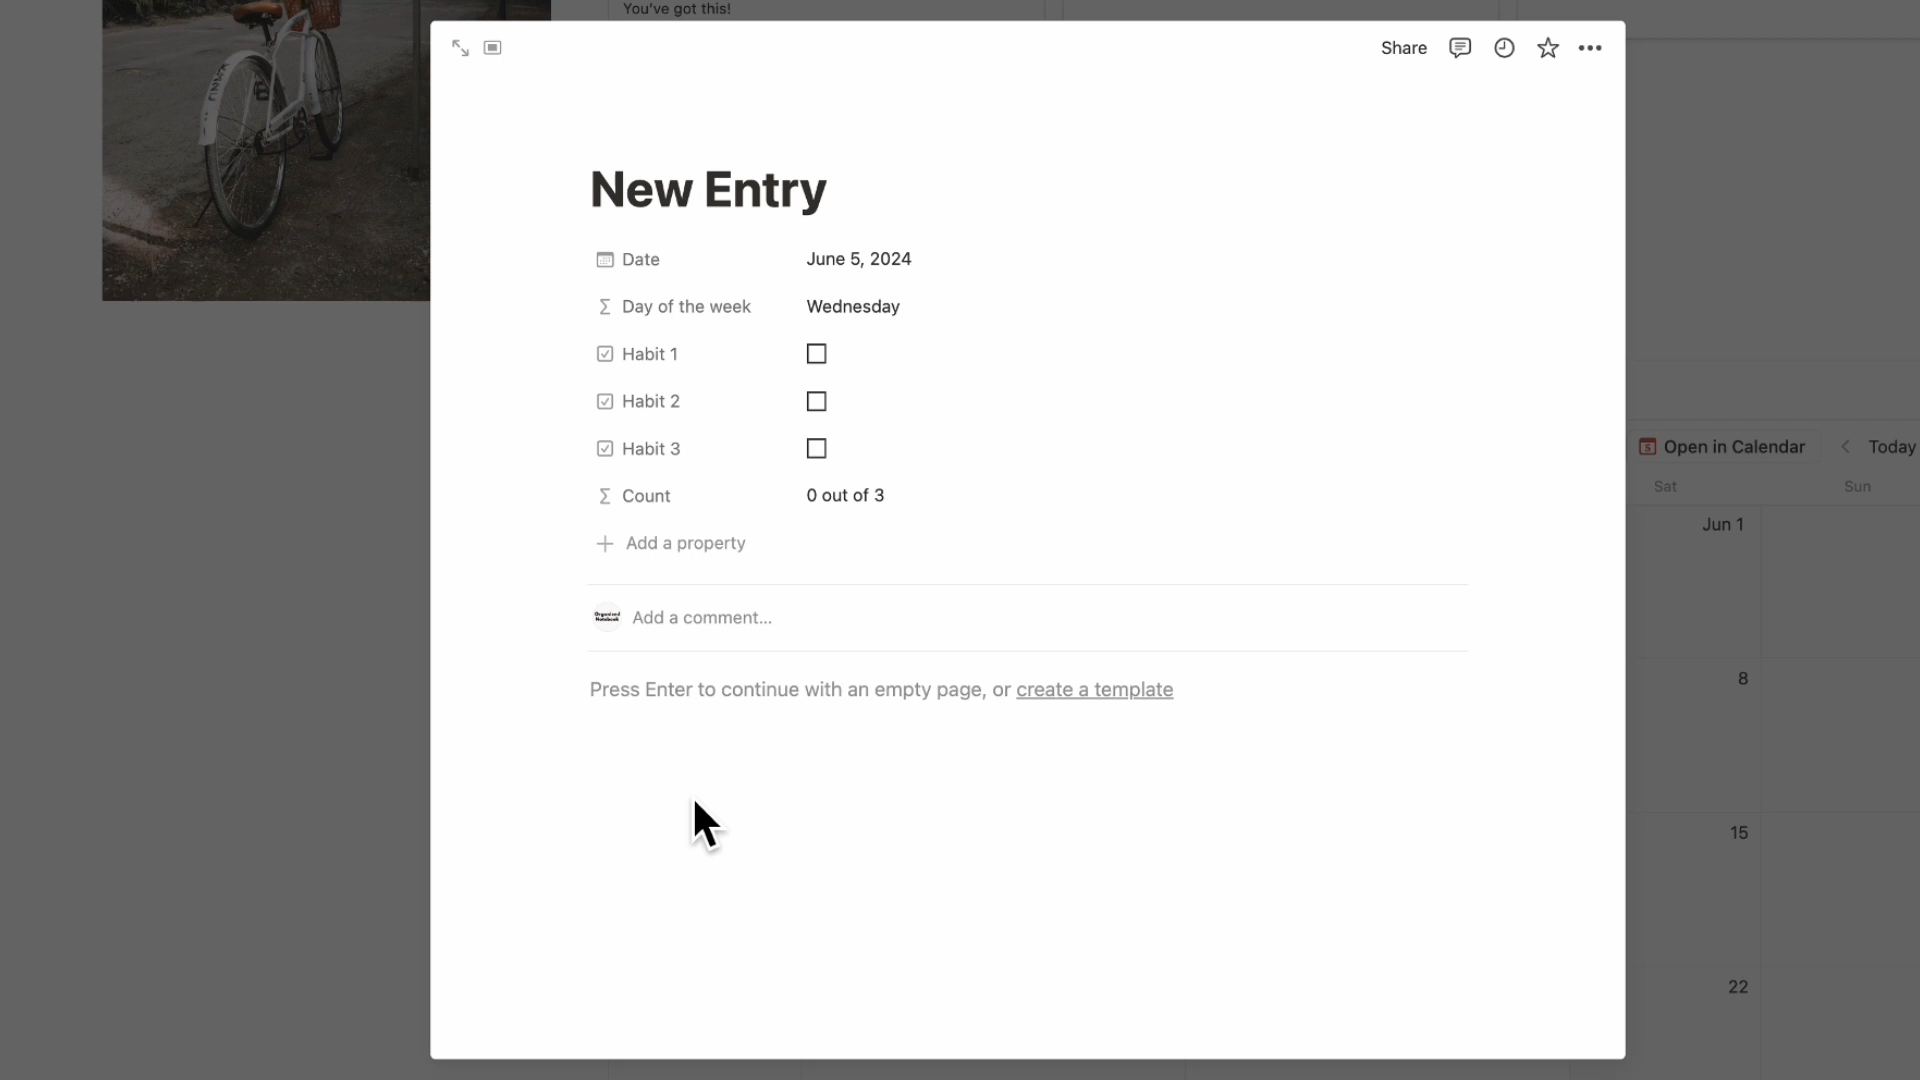 You've got this!
Share
New Entry
Date June 5, 2024
Day of the week Wednesday
Habit 1
Habit 2
Habit 3
Count 0 out of 3
Add a property
Organized
Notebook
Add a comment...
Press Enter to continue with an empty page, or create a template
Open in Calendar Today
Sat Sun
Jun 1
8
15
22